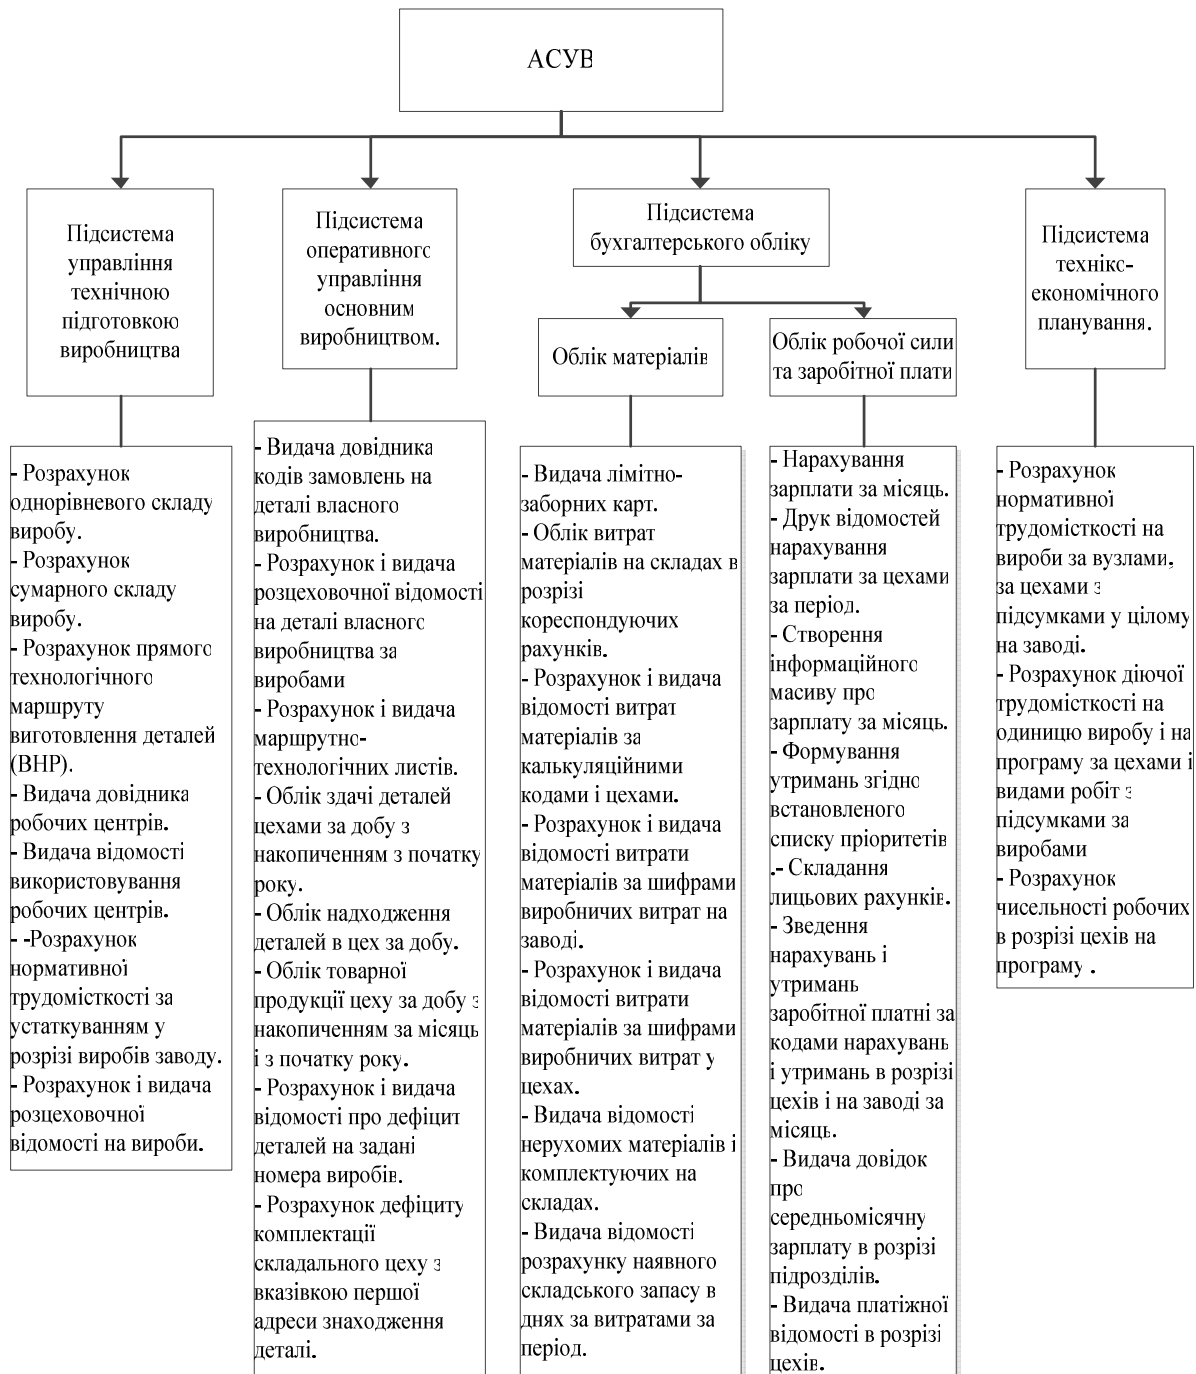 АСУВ
Підсистема
управління
технічною
підготовкою
виробництва
Підсистема
оперативного
управління
основним
виробництвом.
Підсистема
бухгалтерського обліку
Підсистема
техніко-
економічного
планування.
Облік матеріалів
Облік робочої сили
та заробітної плати
- Розрахунок
однорівневого складу
виробу.
- Розрахунок
сумарного складу
виробу.
- Розрахунок прямого
технологічного
маршруту
виготовлення деталей
(ВНР).
- Видача довідника
робочих центрів.
- Видача відомості
використовування
робочих центрів.
- -Розрахунок
нормативної
трудомісткості за
устаткуванням у
розрізі виробів заводу.
- Розрахунок і видача
розцеховочної
відомості на вироби.
- Видача довідника
кодів замовлень на
деталі власного
виробництва.
- Розрахунок і видача
розцеховочної відомості
на деталі власного
виробництва за
виробами
- Розрахунок і видача
маршрутно-
технологічних листів.
- Облік здачі деталей
цехами за добу з
накопиченням з початку
року.
- Облік надходження
деталей в цех за добу.
- Облік товарної
продукції цеху за добу з
накопиченням за місяць
і з початку року.
- Розрахунок і видача
відомості про дефіцит
деталей на задані
номера виробів.
- Розрахунок дефіциту
комплектації
складального цеху з
вказівкою першої
адреси знаходження
деталі.
- Видача лімітно-
заборних карт.
- Облік витрат
матеріалів на складах в
розрізі
кореспондуючих
рахунків.
- Розрахунок і видача
відомості витрат
матеріалів за
калькуляційними
кодами і цехами.
- Розрахунок і видача
відомості витрати
матеріалів за шифрами
виробничих витрат на
заводі.
- Розрахунок і видача
відомості витрати
матеріалів за шифрами
виробничих витрат у
цехах.
- Видача відомості
нерухомих матеріалів і
комплектуючих на
складах.
- Видача відомості
розрахунку наявного
складського запасу в
днях за витратами за
період.
- Нарахування
зарплати за місяць.
- Друк відомостей
нарахування
зарплати за цехами
за період.
- Створення
інформаційного
масиву про
зарплату за місяць.
- Формування
утримань згідно
встановленого
списку пріоритетів
.- Складання
лицьових рахунків.
- Зведення
нарахувань і
утримань
заробітної платні за
кодами нарахувань
і утримань в розрізі
цехів і на заводі за
місяць.
- Видача довідок
про
середньомісячну
зарплату в розрізі
підрозділів.
- Видача платіжної
відомості в розрізі
цехів.
- Розрахунок
нормативної
трудомісткості на
вироби за вузлами,
за цехами з
підсумками у цілому
на заводі.
- Розрахунок діючої
трудомісткості на
одиницю виробу і на
програму за цехами і
видами робіт з
підсумками за
виробами
- Розрахунок
чисельності робочих
в розрізі цехів на
програму .